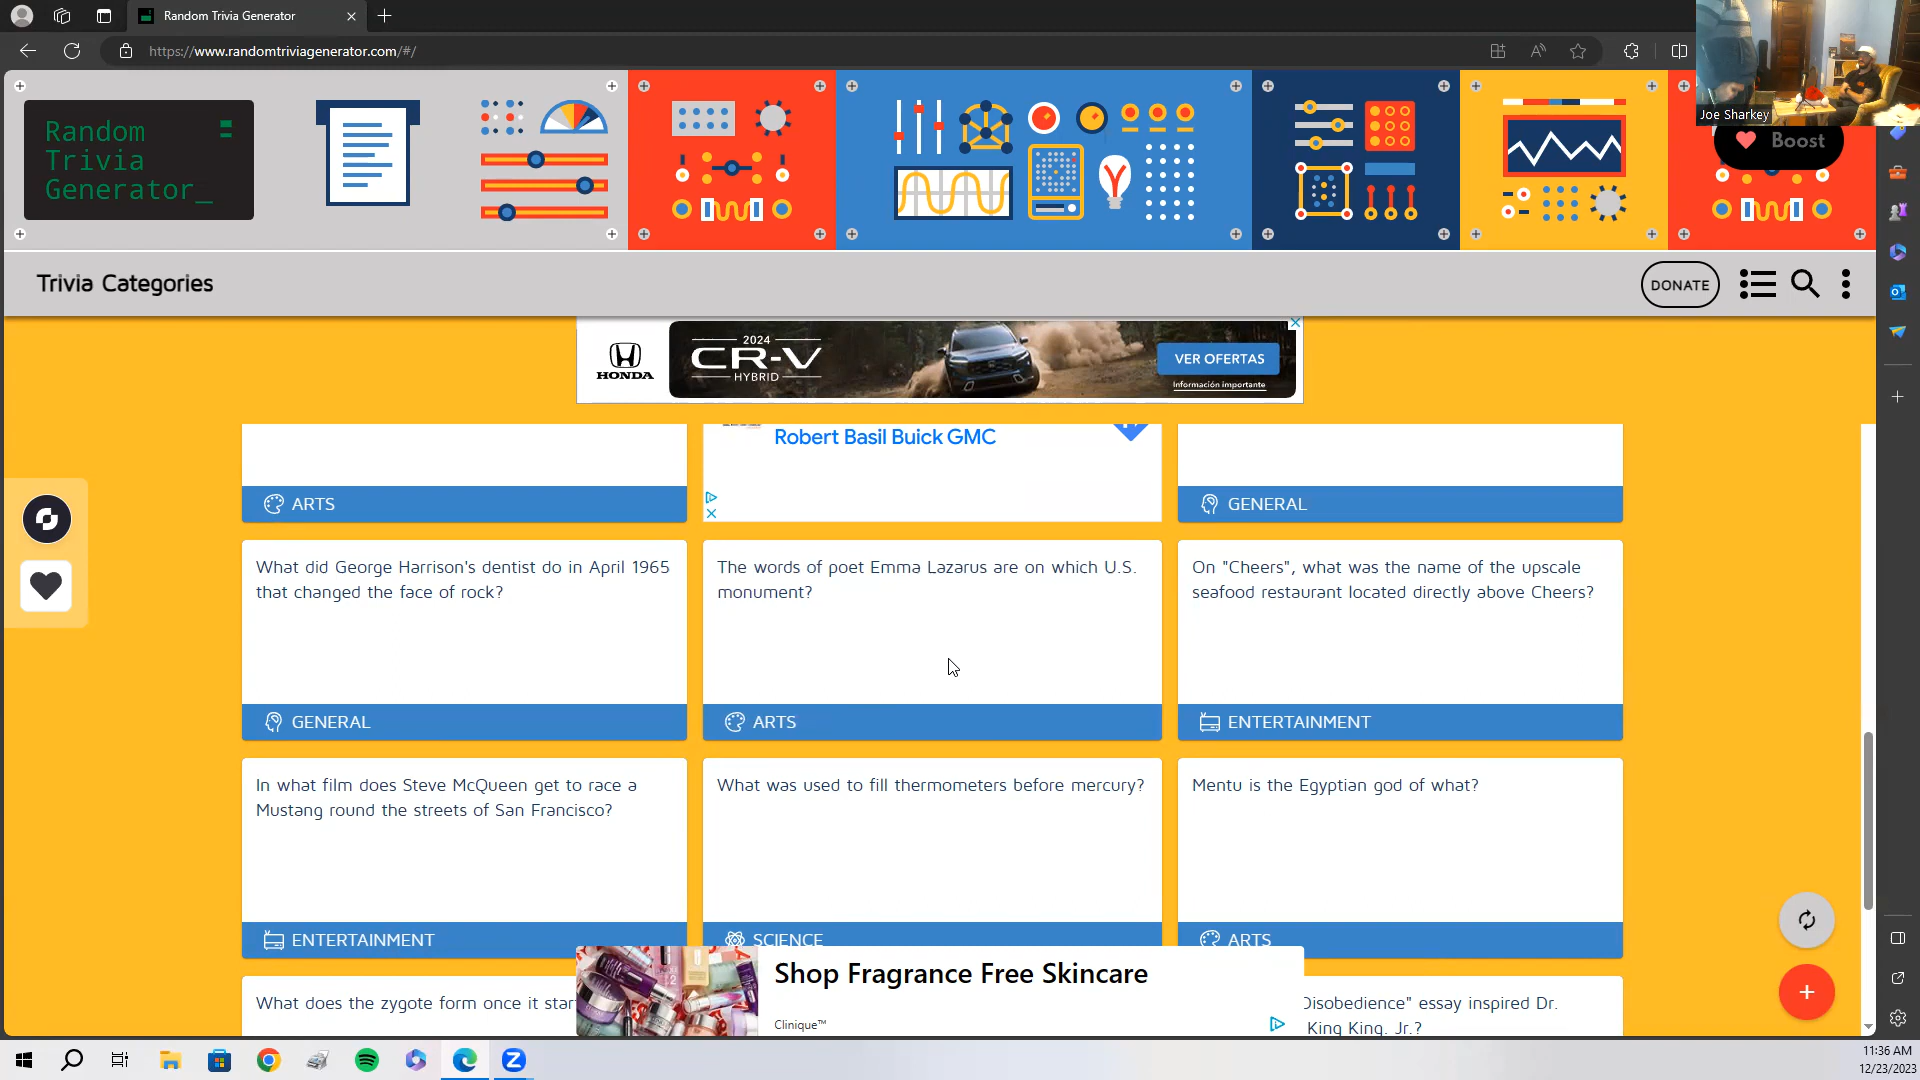 Random Trivia Generator
https://www.randomtriviagenerator.com/#/
Joe Sharkey
Random
Trivia
Generator_
Boost
Trivia Categories
DONATE
HONDA
2024
CR-V
HYBRID
VER OFERTAS
Información importante
Robert Basil Buick GMC
ARTS
GENERAL
What did George Harrison's dentist do in April 1965
that changed the face of rock?
GENERAL
The words of poet Emma Lazarus are on which U.S.
monument?
ARTS
On "Cheers", what was the name of the upscale
seafood restaurant located directly above Cheers?
ENTERTAINMENT
In what film does Steve McQueen get to race a
Mustang round the streets of San Francisco?
ENTERTAINMENT
What was used to fill thermometers before mercury?
SCIENCE
Mentu is the Egyptian god of what?
ARTS
What does the zygote form once it
Disobedience" essay inspired Dr.
King King, Jr.?
Shop Fragrance Free Skincare
Clinique™
11:36 AM
12/23/2023